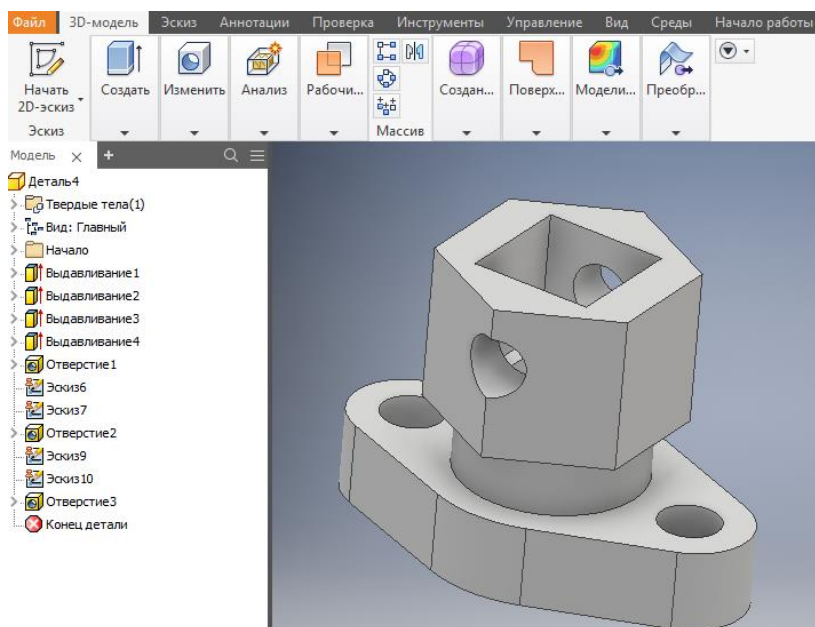 Файл 3D-модель Эскиз Аннотации Проверка Инструменты Управление Вид Среды Начало работы
Начать 2D-эскиз
Создать
Изменить
Анализ
Рабочи...
Создан...
Поверх...
Модели...
Преобр...
Эскиз
Массив
Модель
Деталь4
Твердые тела(1)
Вид: Главный
Начало
Выдавливание1
Выдавливание2
Выдавливание3
Выдавливание4
Отверстие1
Эскиз6
Эскиз7
Отверстие2
Эскиз9
Эскиз10
Отверстие3
Конец детали